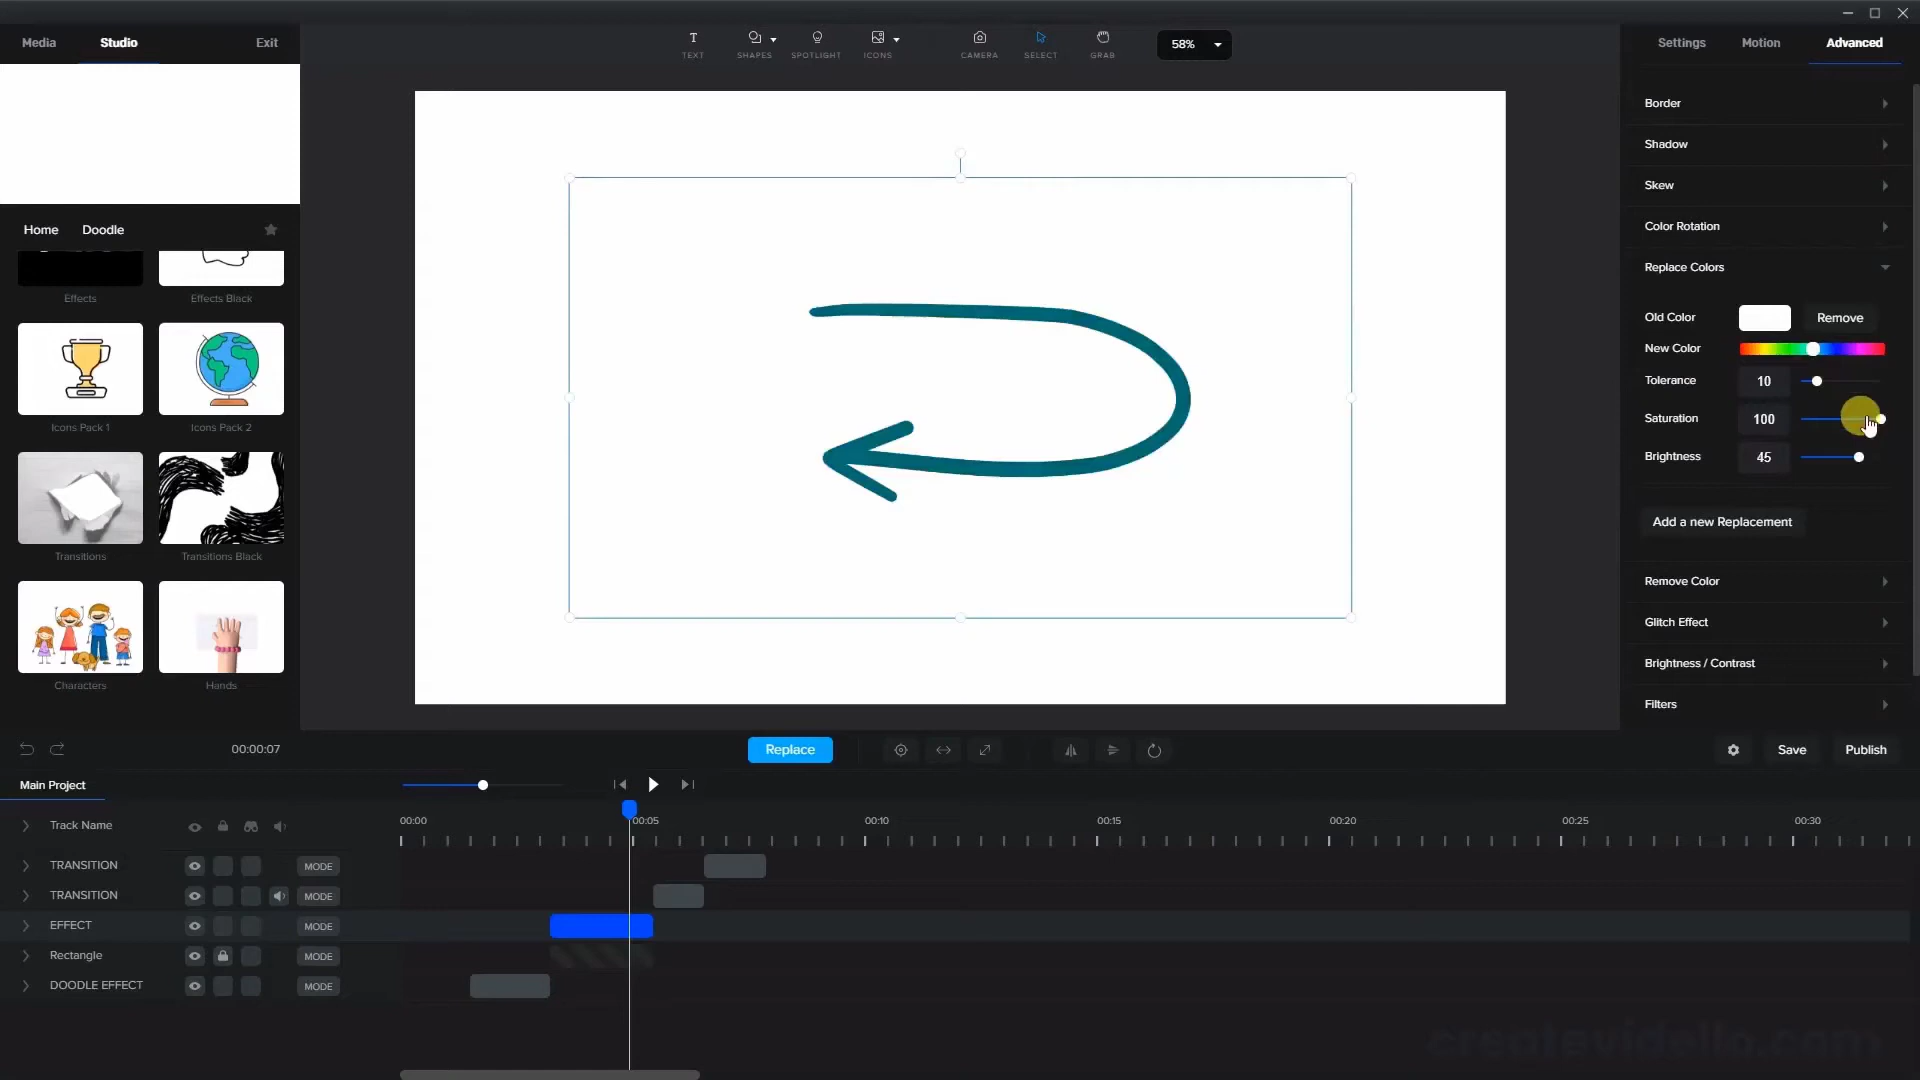 Media Studio Exit
TEXT SHAPES SPOTLIGHT ICONS CAMERA SELECT GRAB 58%
Settings Motion Advanced
Home Doodle
Effects Effects Black
Icons Pack 1 Icons Pack 2
Transitions Transitions Black
Characters Hands
Border
Shadow
Skew
Color Rotation
Replace Colors
Old Color Remove
New Color
Tolerance 10
Saturation 100
Brightness 45
Add a new Replacement
Remove Color
Glitch Effect
Brightness / Contrast
Filters
00:00:07 Replace Save Publish
Main Project
Track Name 00:00 00:05 00:10 00:15 00:20 00:25 00:30
TRANSITION MODE
TRANSITION MODE
EFFECT MODE
Rectangle MODE
DOODLE EFFECT MODE
createvidello.com